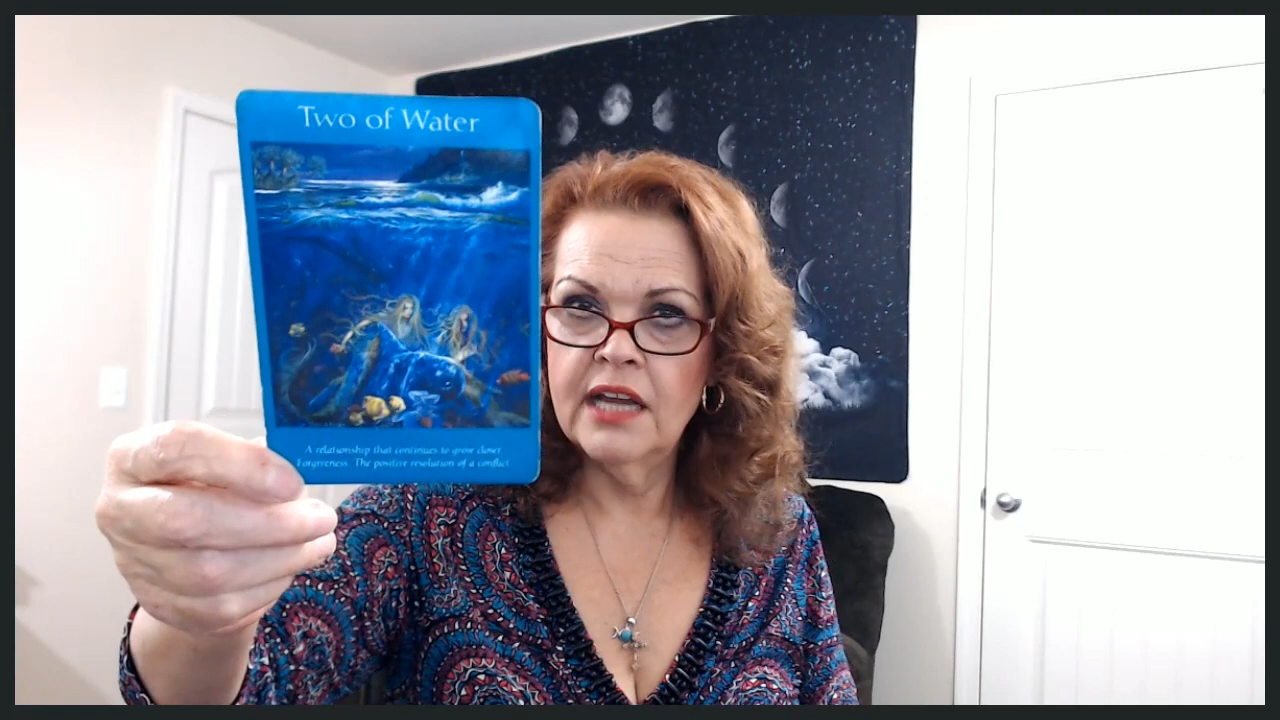 Two of Water
A relationship that continues to grow closer
Forgiveness The positive resolution of a conflict